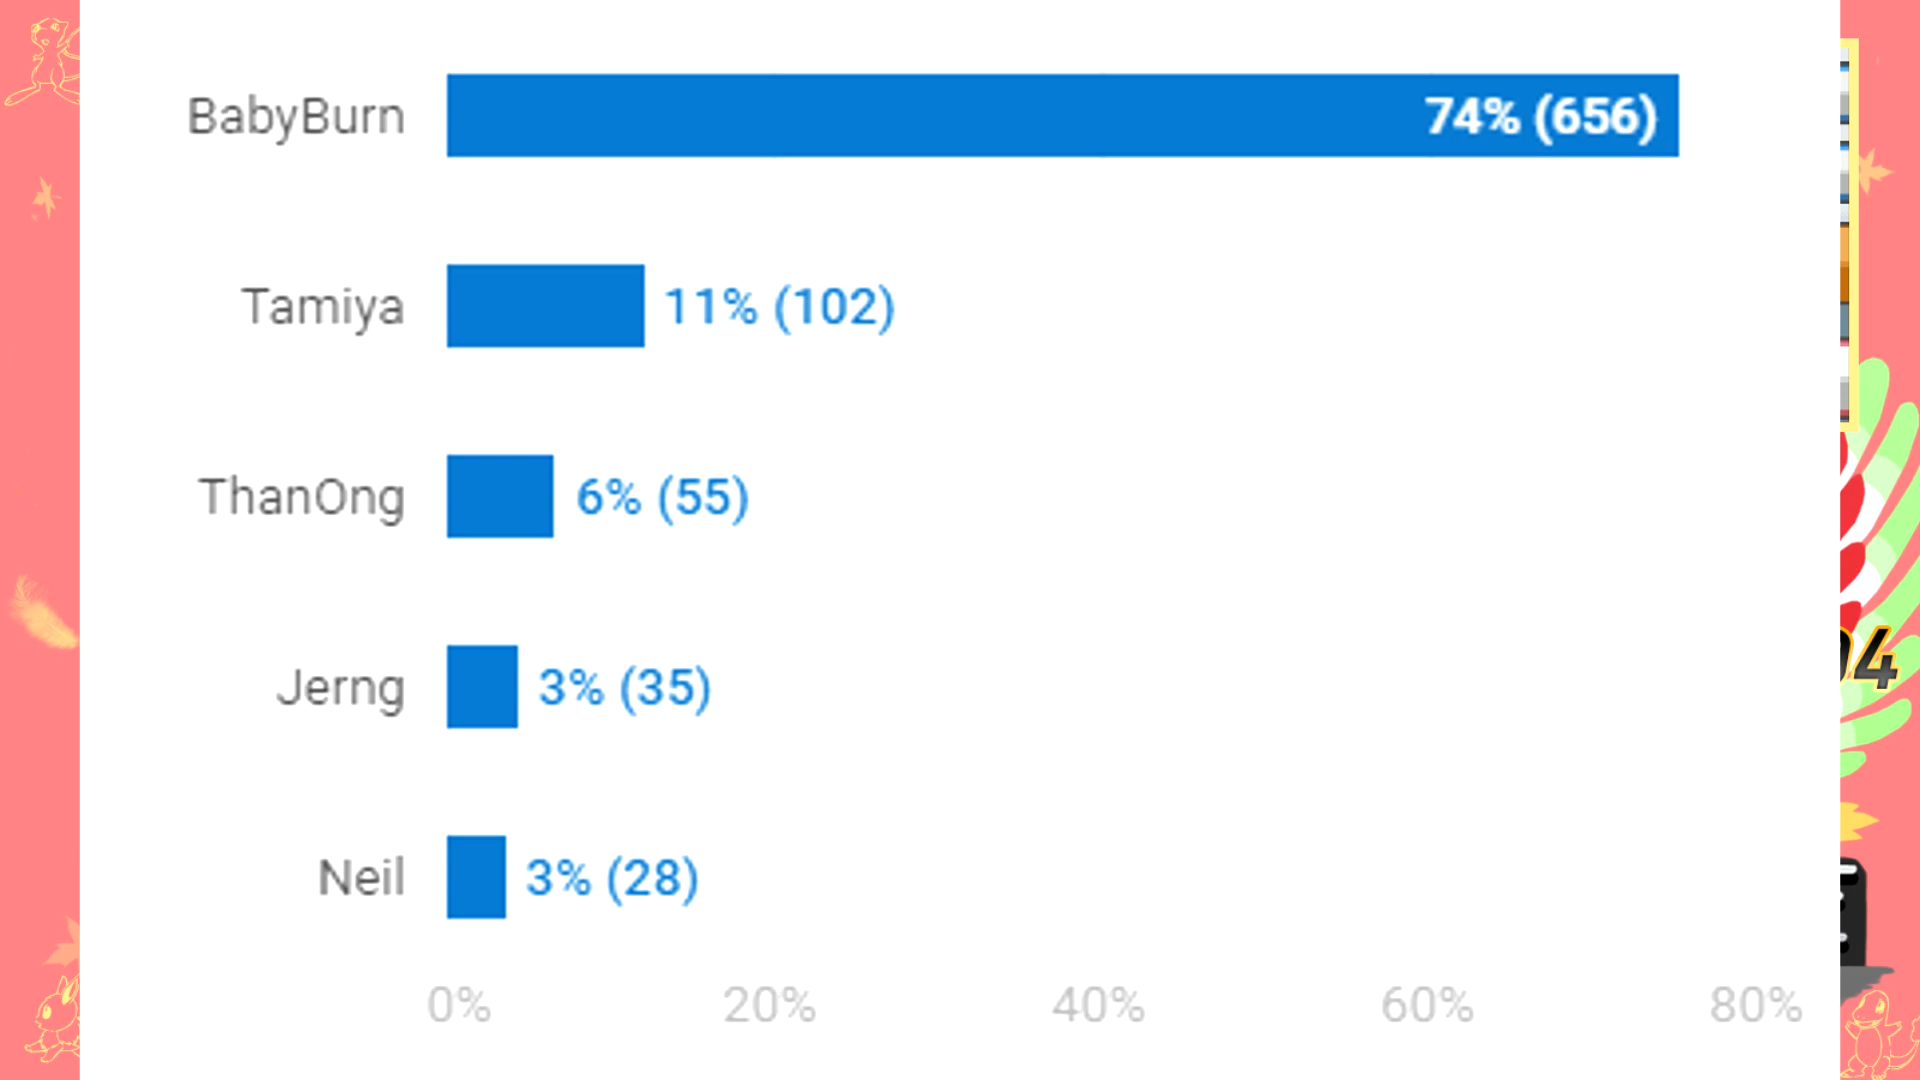 BabyBurn 74% (656)
Tamiya 11% (102)
ThanOng 6% (55)
Jerng 3% (35)
Neil 3% (28)
0% 20% 40% 60% 80%
4